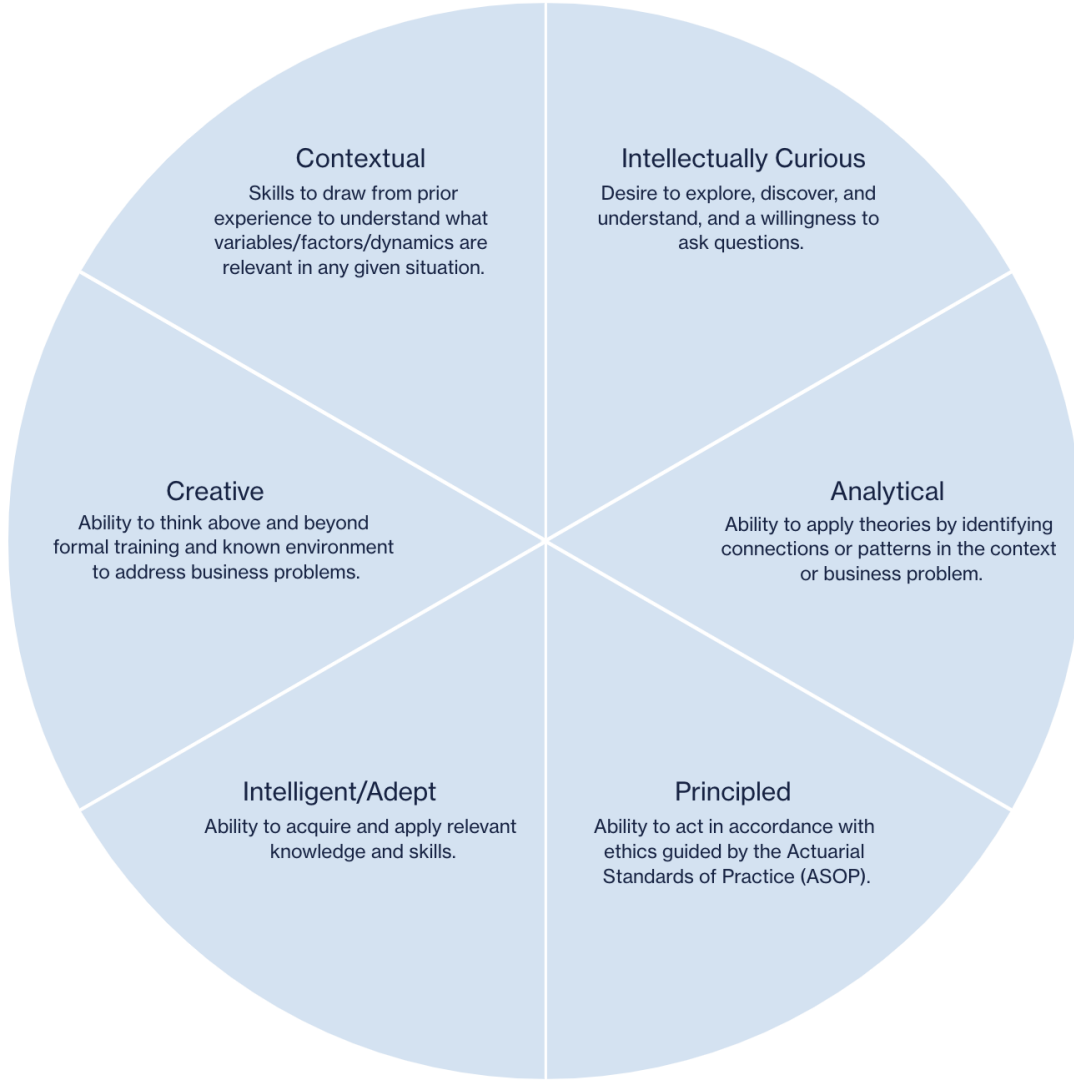 Contextual
Skills to draw from prior
experience to understand what
variables/factors/dynamics are
relevant in any given situation.
Intellectually Curious
Desire to explore, discover, and
understand, and a willingness to
ask questions.
Creative
Ability to think above and beyond
formal training and known environment
to address business problems.
Analytical
Ability to apply theories by identifying
connections or patterns in the context
or business problem.
Intelligent/Adept
Ability to acquire and apply relevant
knowledge and skills.
Principled
Ability to act in accordance with
ethics guided by the Actuarial
Standards of Practice (ASOP).